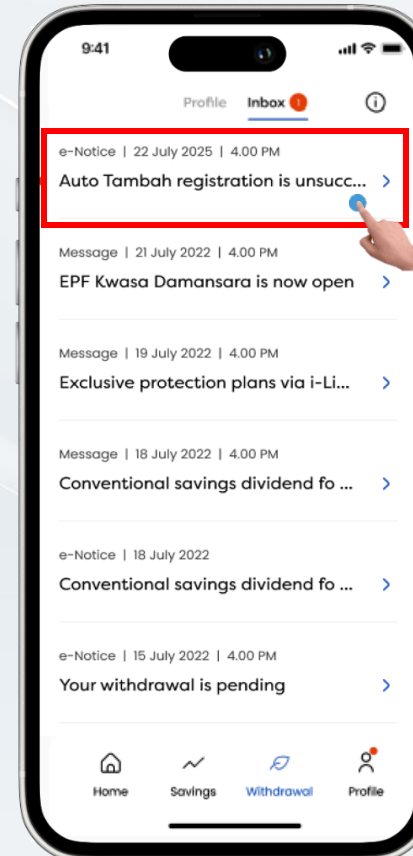 9:41
Profile Inbox 1
e-Notice | 22 July 2025 | 4.00 PM
Auto Tambah registration is unsucc...
Message | 21 July 2022 | 4.00 PM
EPF Kwasa Damansara is now open
Message | 19 July 2022 | 4.00 PM
Exclusive protection plans via i-Li...
Message | 18 July 2022 | 4.00 PM
Conventional savings dividend fo ...
e-Notice | 18 July 2022
Conventional savings dividend fo ...
e-Notice | 15 July 2022 | 4.00 PM
Your withdrawal is pending
Home Savings Withdrawal Profile